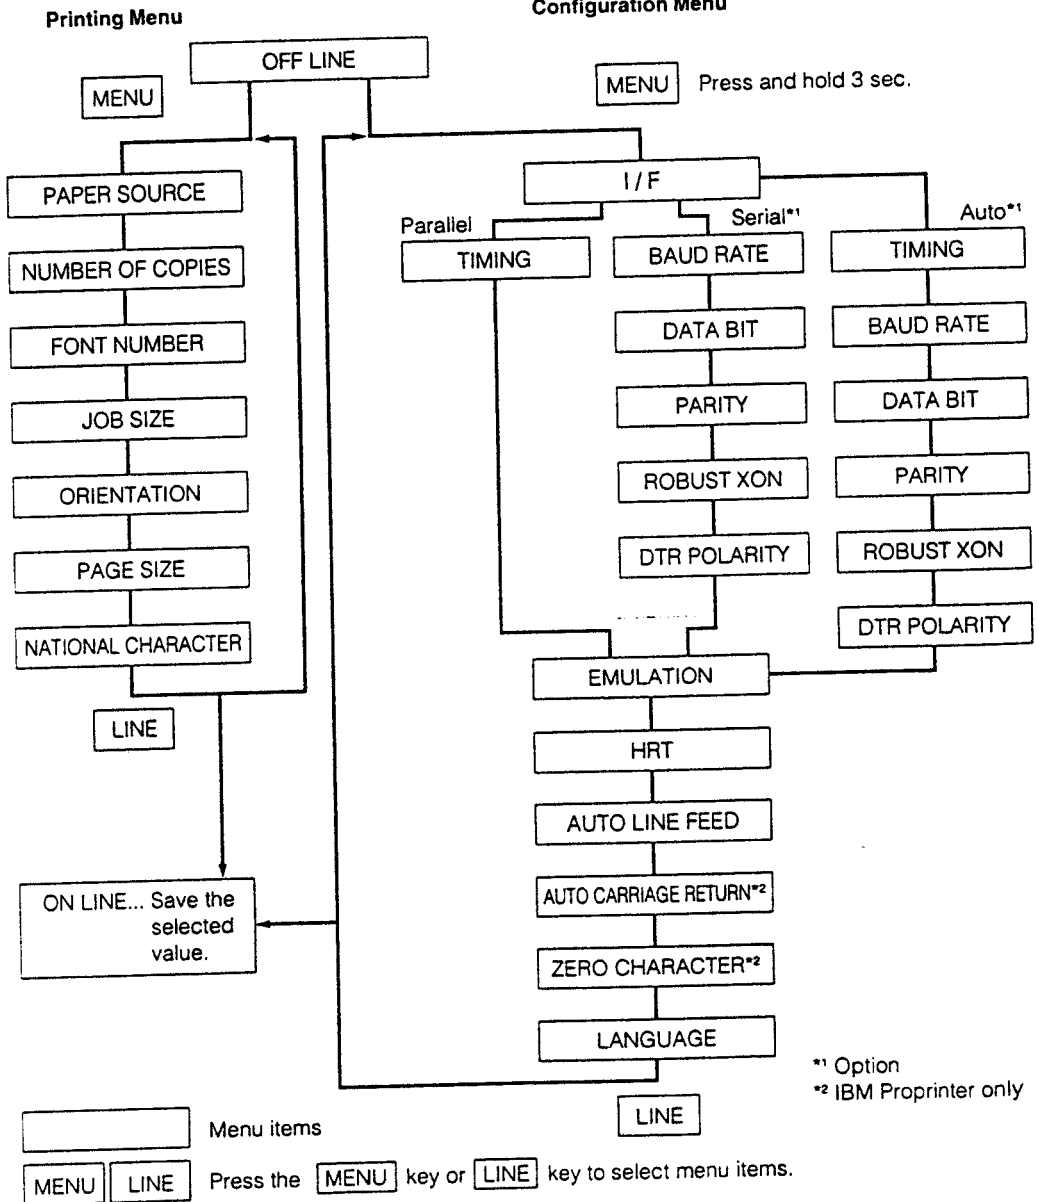 Printing Menu
Configuration Menu
OFF LINE
MENU
MENU Press and hold 3 sec.
PAPER SOURCE
NUMBER OF COPIES
FONT NUMBER
JOB SIZE
ORIENTATION
PAGE SIZE
NATIONAL CHARACTER
LINE
ON LINE... Save the
selected
value.
I / F
Parallel
TIMING
Serial*1
BAUD RATE
DATA BIT
PARITY
ROBUST XON
DTR POLARITY
Auto*1
TIMING
BAUD RATE
DATA BIT
PARITY
ROBUST XON
DTR POLARITY
EMULATION
HRT
AUTO LINE FEED
AUTO CARRIAGE RETURN*2
ZERO CHARACTER*2
LANGUAGE
LINE
*1 Option
*2 IBM Proprinter only
Menu items
MENU LINE Press the MENU key or LINE key to select menu items.